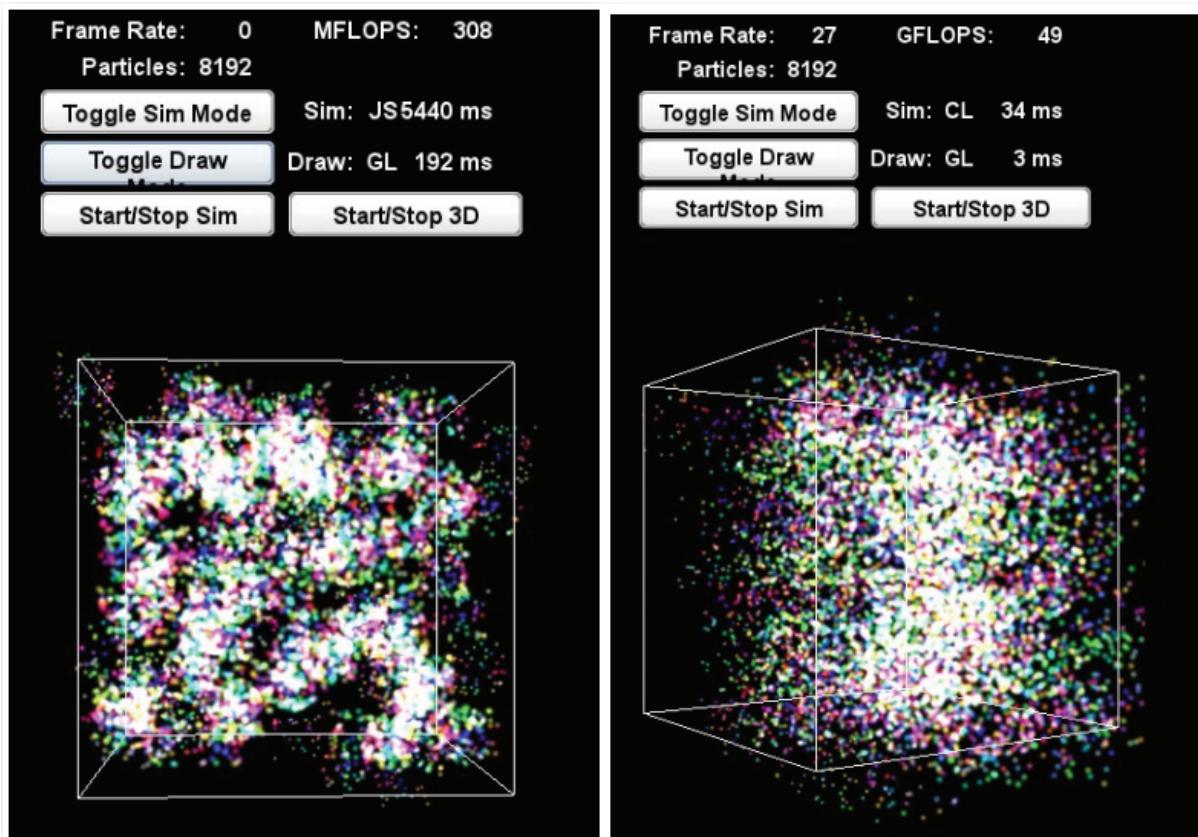 Frame Rate: 0 MFLOPS: 308
Particles: 8192
Toggle Sim Mode Sim: JS5440 ms
Toggle Draw Draw: GL 192 ms
Mode
Start/Stop Sim Start/Stop 3D
Frame Rate: 27 GFLOPS: 49
Particles: 8192
Toggle Sim Mode Sim: CL 34 ms
Toggle Draw Draw: GL 3 ms
Mode
Start/Stop Sim Start/Stop 3D